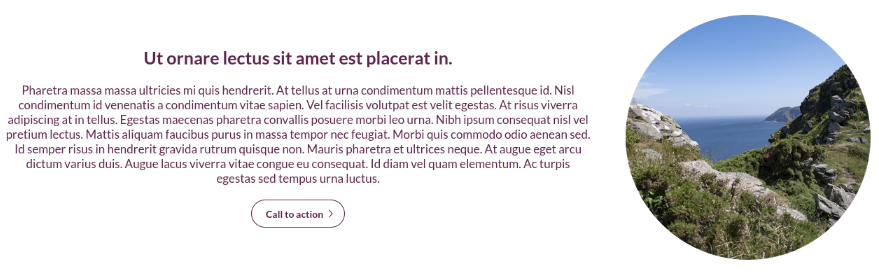 Ut ornare lectus sit amet est placerat in.
Pharetra massa massa ultricies mi quis hendrerit. At tellus at urna condimentum mattis pellentesque id. Nisl
condimentum id venenatis a condimentum vitae sapien. Vel facilisis volutpat est velit egestas. At risus viverra
adipiscing at in tellus. Egestas maecenas pharetra convallis posuere morbi leo urna. Nibh ipsum consequat nisl vel
pretium lectus. Mattis aliquam faucibus purus in massa tempor nec feugiat. Morbi quis commodo odio aenean sed.
Id semper risus in hendrerit gravida rutrum quisque non. Mauris pharetra et ultrices neque. At augue eget arcu
dictum varius duis. Augue lacus viverra vitae congue eu consequat. Id diam vel quam elementum. Ac turpis
egestas sed tempus urna luctus.
Call to action